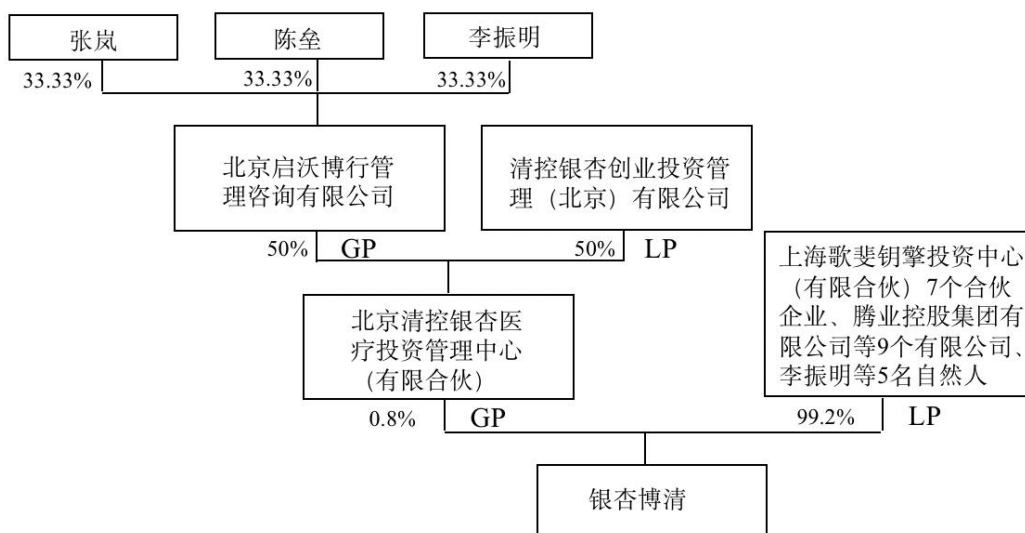 张岚
陈垒
李振明
33.33%
33.33%
33.33%
北京启沃博行管
理咨询有限公司
清控银杏创业投资管
理（北京）有限公司
50%
GP
50%
LP
上海歌斐钥擎投资中心
（有限合伙）7个合伙
企业、腾业控股集团有
限公司等9个有限公司、
李振明等5名自然人
北京清控银杏医
疗投资管理中心
（有限合伙）
0.8%
GP
99.2%
LP
银杏博清